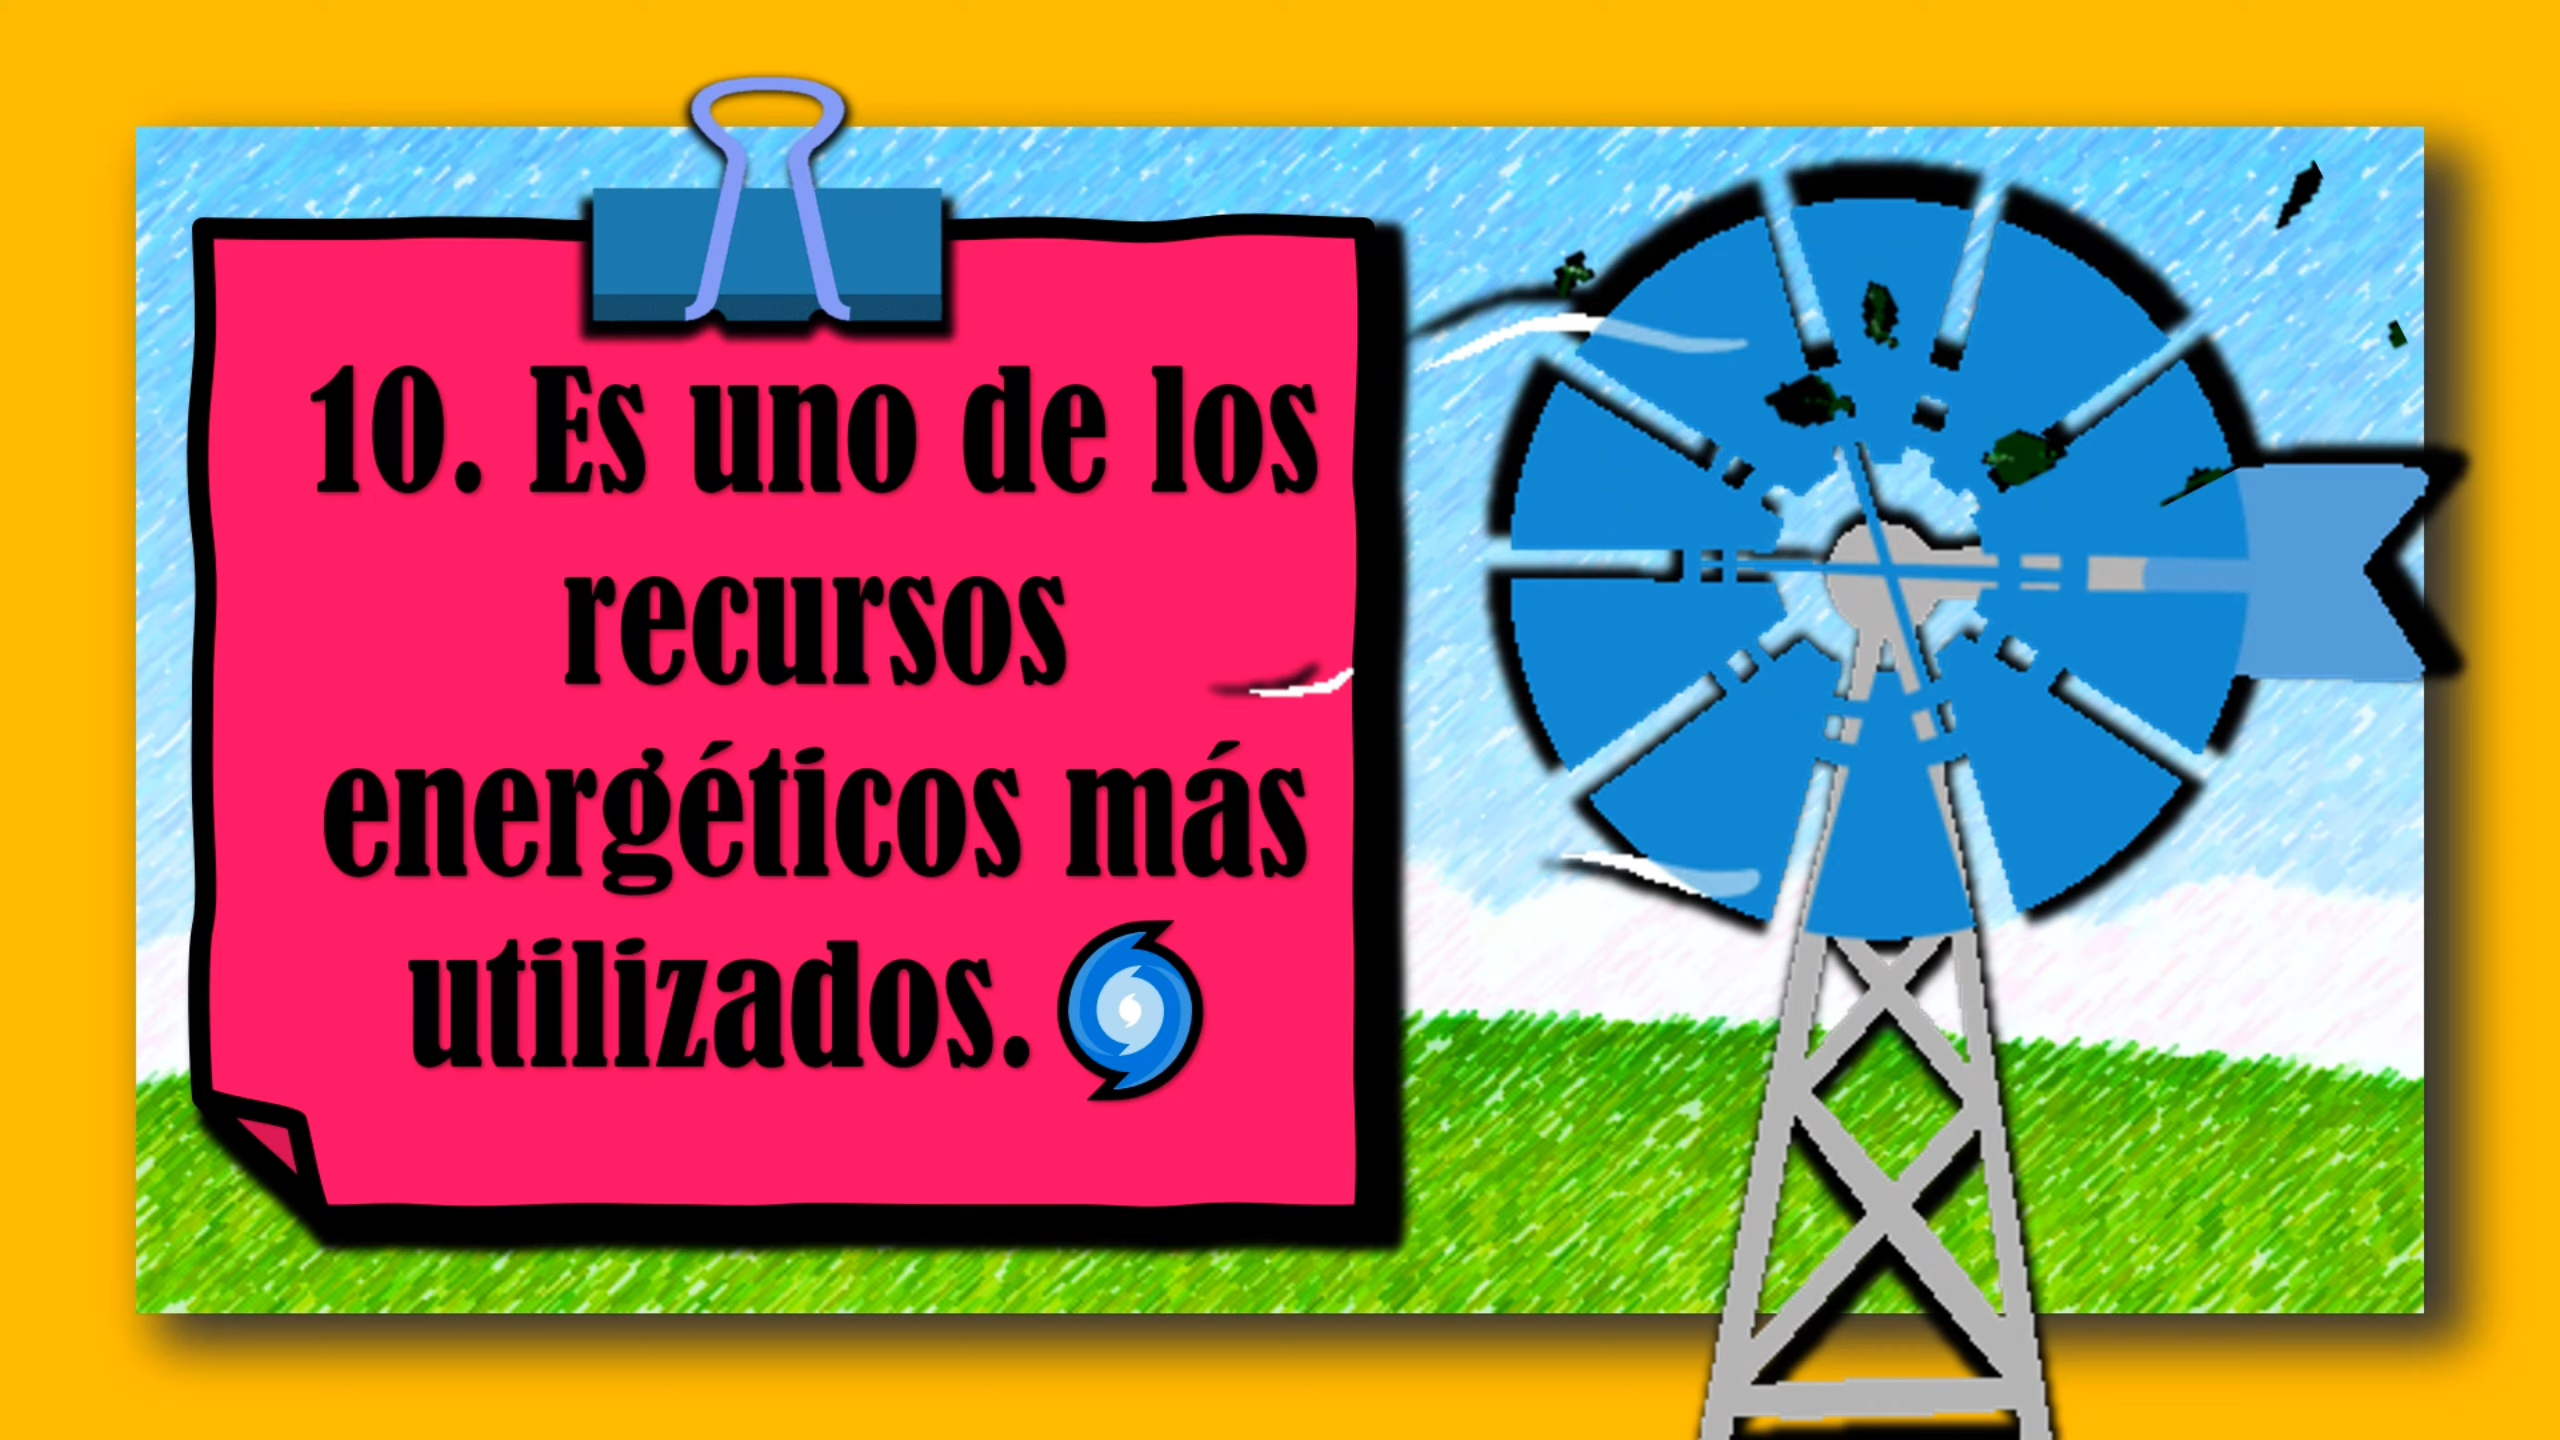 10. Es uno de los
recursos
energéticos más
utilizados.